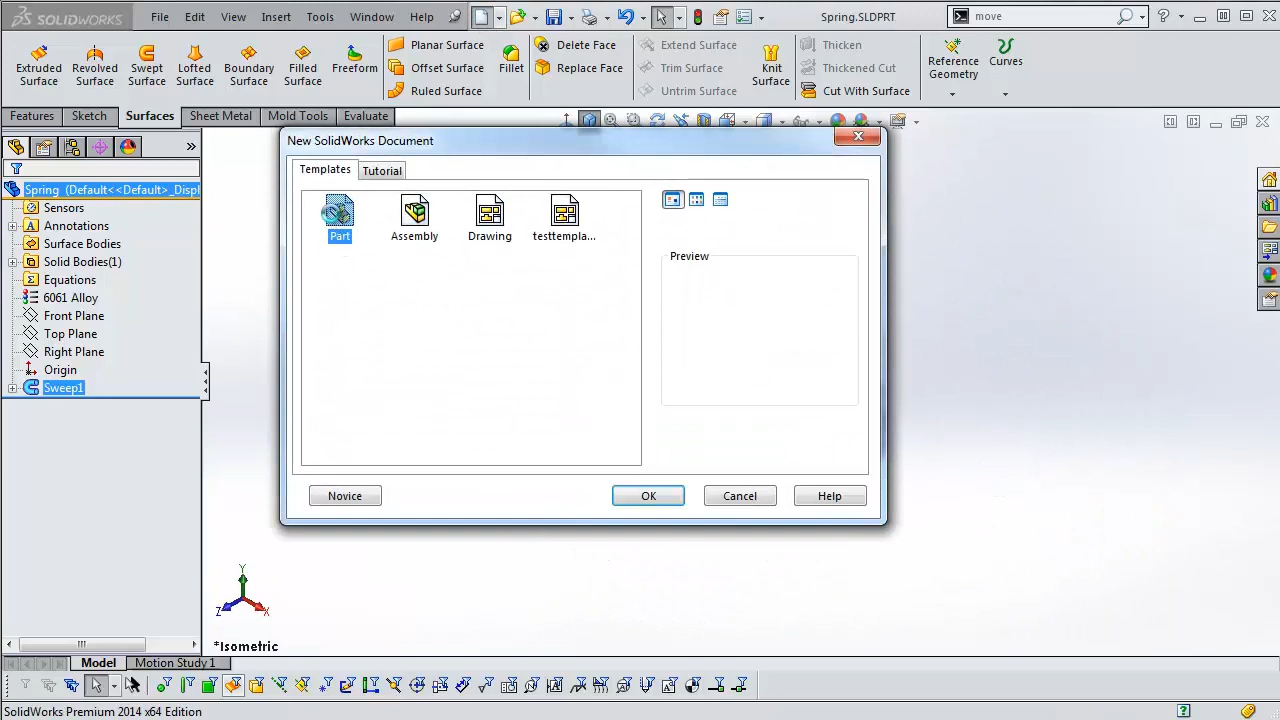 SOLIDWORKS File Edit View Insert Tools Window Help Spring.SLDPRT move
Extruded Surface
Revolved Surface
Swept Surface
Lofted Surface
Boundary Surface
Filled Surface
Freeform
Planar Surface
Offset Surface
Ruled Surface
Fillet
Delete Face
Replace Face
Extend Surface
Trim Surface
Untrim Surface
Knit Surface
Thicken
Thickened Cut
Cut With Surface
Reference Geometry
Curves
Features Sketch Surfaces Sheet Metal Mold Tools Evaluate
Spring (Default<<Default>_Displ
Sensors
Annotations
Surface Bodies
Solid Bodies(1)
Equations
6061 Alloy
Front Plane
Top Plane
Right Plane
Origin
Sweep1
New SolidWorks Document
Templates Tutorial
Part Assembly Drawing testtempla...
Preview
Novice OK Cancel Help
Y
Z X
*Isometric
Model Motion Study 1
SolidWorks Premium 2014 x64 Edition